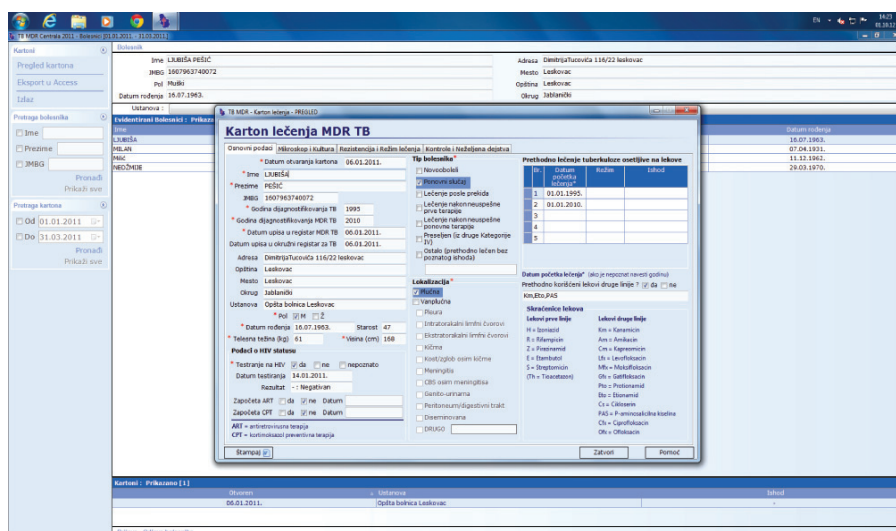 EN
14:23
01.10.12
TB MDR Centrala 2011 - Bolesnici [01.01.2011. - 31.03.2011.]
Kartoni
Pregled kartona
Eksport u Access
Izlaz
Pretraga bolesnika
Ime
Prezime
JMBG
Pronađi
Prikaži sve
Pretraga kartona
Od 01.01.2011
Do 31.03.2011
Pronađi
Prikaži sve
Bolesnik
Ime LJUBIŠA PEŠIĆ
JMBG 1607963740072
Pol Muški
Datum rođenja 16.07.1963.
Ustanova :
Adresa DimitrijaTucovića 116/22 leskovac
Mesto Leskovac
Opština Leskovac
Okrug Jablanički
Evidentirani Bolesnici : Prikaza
Ime
Datum rođenja
LJUBIŠA
16.07.1963.
MILAN
07.04.1931.
Milić
11.12.1962.
NEDŽMIJE
29.03.1970.
TB MDR - Karton lečenja - PREGLED
Karton lečenja MDR TB
Osnovni podaci Mikroskop i Kultura Rezistencija i Režim lečenja Kontrole i Neželjena dejstva
* Datum otvaranja kartona 06.01.2011.
* Ime LJUBIŠA
* Prezime PEŠIĆ
JMBG 1607963740072
* Godina dijagnostifikovanja TB 1995
* Godina dijagnostifikovanja MDR TB 2010
* Datum upisa u registar MDR TB 06.01.2011.
Datum upisa u okružni registar za TB 06.01.2011.
Adresa DimitrijaTucovića 116/22 leskovac
Opština Leskovac
Mesto Leskovac
Okrug Jablanički
Ustanova Opšta bolnica Leskovac
* Pol M Ž
* Datum rođenja 16.07.1963. Starost 47
* Telesna težina (kg) 61 * Visina (cm) 168
Podaci o HIV statusu
* Testiranje na HIV da ne nepoznato
Datum testiranja 14.01.2011.
Rezultat - : Negativan
Započeta ART da ne Datum
Započeta CPT da ne Datum
ART = antiretrovirusna terapija
CPT = kortimoksazol preventivna terapija
Tip bolesnika*
Novooboleli
Ponovni slučaj
Lečenje posle prekida
Lečenje nakon neuspešne prve terapije
Lečenje nakon neuspešne ponovne terapije
Preseljen (iz druge Kategorije IV)
Ostalo (prethodno lečen bez poznatog ishoda)
Lokalizacija*
Plućna
Vanplućna
Pleura
Intratorakalni limfni čvorovi
Ekstratorakalni limfni čvorovi
Kičma
Kost/zglob osim kičme
Meningitis
CBS osim meningitisa
Genito-urinarna
Peritoneum/digestivni trakt
Diseminovana
DRUGO
Prethodno lečenje tuberkuloze osetljive na lekove
Br. Datum početka lečenja* Režim Ishod
1 01.01.1995.
2 01.01.2010.
3
4
5
Datum početka lečenja* (ako je nepoznat navesti godinu)
Prethodno korišćeni lekovi druge linije ? da ne
Km,Eto,PAS
Skraćenice lekova
Lekovi prve linije
H = Izoniazid
R = Rifampicin
Z = Pirazinamid
E = Etambutol
S = Streptomicin
(Th = Tioacetazon)
Lekovi druge linije
Km = Kanamicin
Am = Amikacin
Cm = Kapreomicin
Lfx = Levofloksacin
Mfx = Moksifloksacin
Gfx = Gatifloksacin
Pto = Protionamid
Eto = Etionamid
Cs = Cikloserin
PAS = P-aminosalicilna kiselina
Cfx = Ciprofloksacin
Ofx = Ofloksacin
Štampaj
Zatvori
Pomoć
Kartoni : Prikazano [1]
Otvoren Ustanova Ishod
06.01.2011. Opšta bolnica Leskovac -